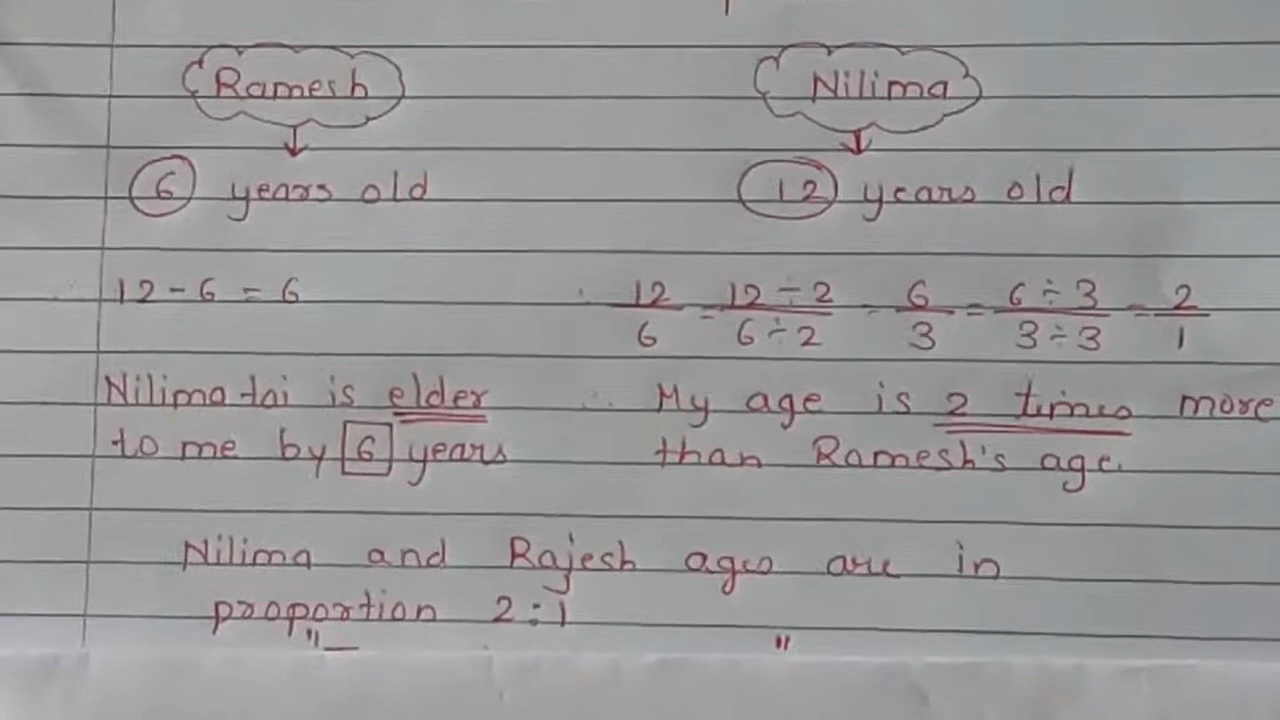 Ramesh Nilima
6 years old 12 years old
12 - 6 = 6 ∴ 12/6 = 12÷2/6÷2 = 6/3 = 6÷3/3÷3 = 2/1
Nilima tai is elder ∴ My age is 2 times more
to me by 6 years than Ramesh's age.
Nilima and Rajesh ages are in
proportion 2:1